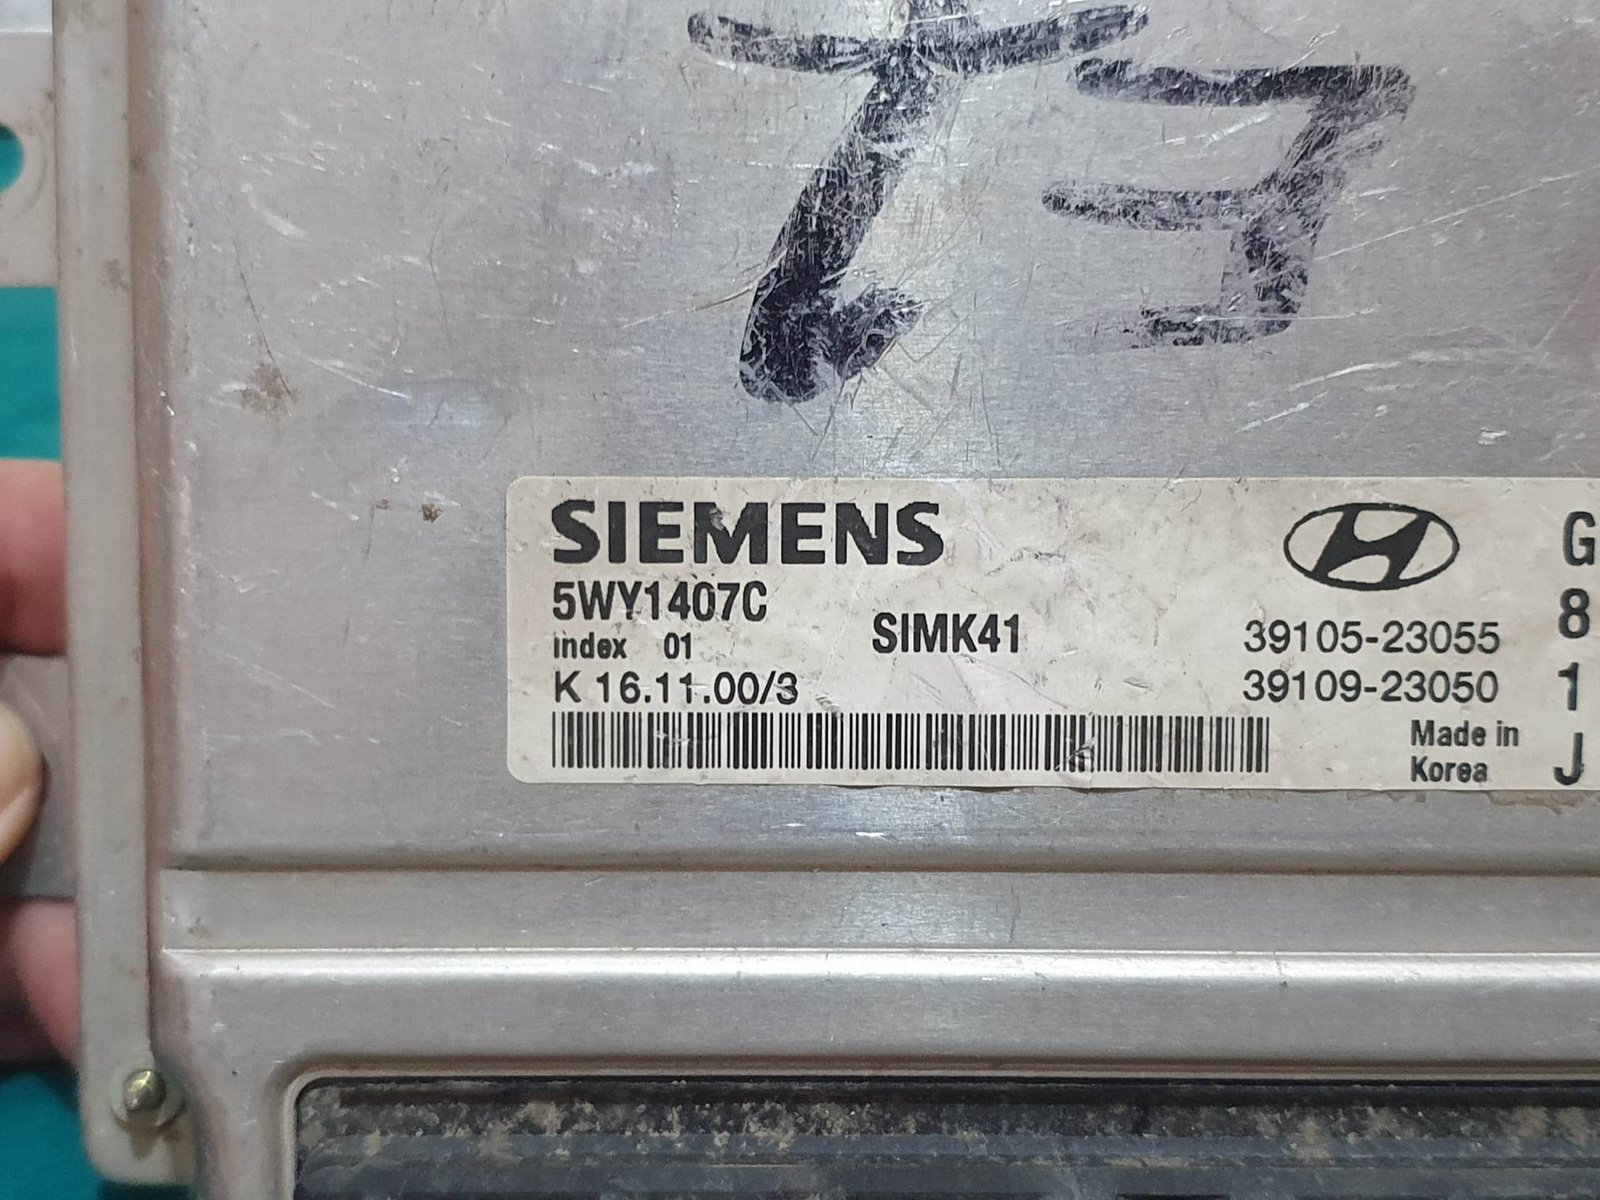 SIEMENS
5WY1407C
index 01
SIMK41
K 16.11.00/3
39105-23055
39109-23050
Made in
Korea
G
8
1
J